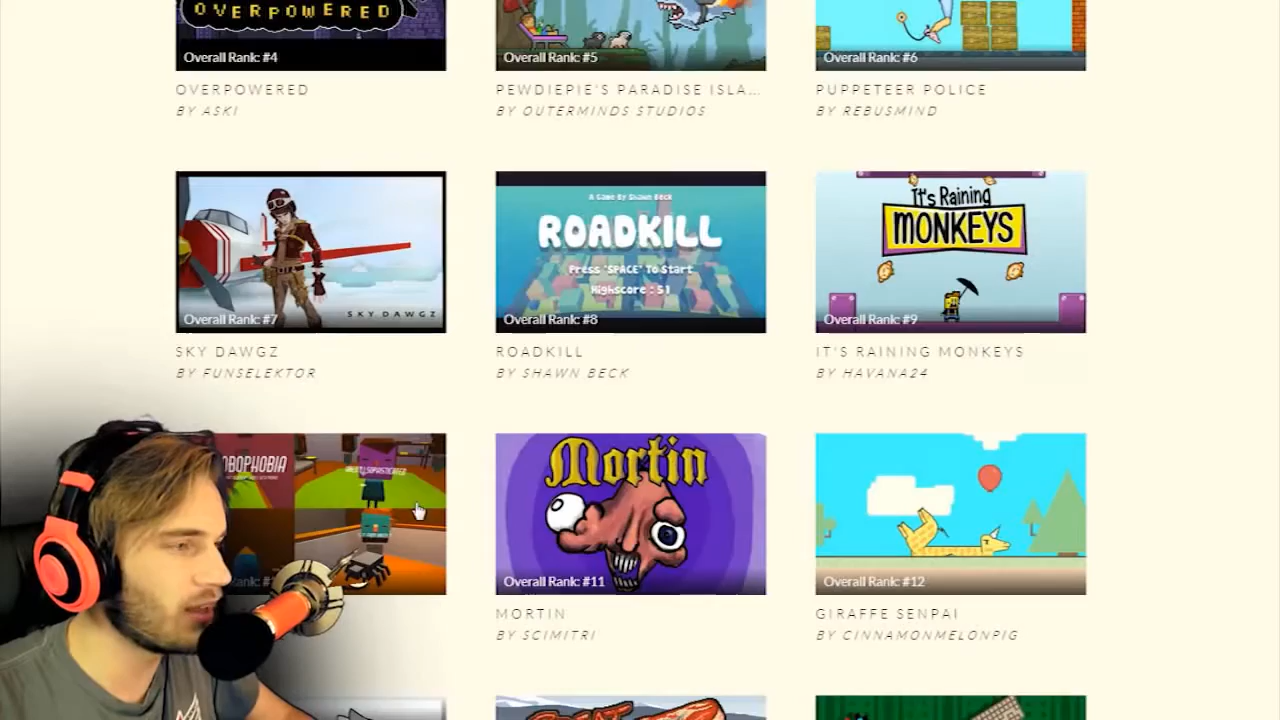 OVERPOWERED
Overall Rank: #4
Overall Rank: #5
Overall Rank: #6
OVERPOWERED
PEWDIEPIE'S PARADISE ISLA...
PUPPETEER POLICE
BY ASKI
BY OUTERMINDS STUDIOS
BY REBUSMIND
SKY DAWGZ
Overall Rank: #7
A Game By Shawn Beck
ROADKILL
Press 'SPACE' To Start
Highscore : 51
Overall Rank: #8
It's Raining
MONKEYS
Overall Rank: #9
SKY DAWGZ
ROADKILL
IT'S RAINING MONKEYS
BY FUNSELEKTOR
BY SHAWN BECK
BY HAVANA24
OBOPHOBIA
Mortin
Overall Rank: #11
Overall Rank: #12
MORTIN
GIRAFFE SENPAI
BY SCIMITRI
BY CINNAMONMELONPIG